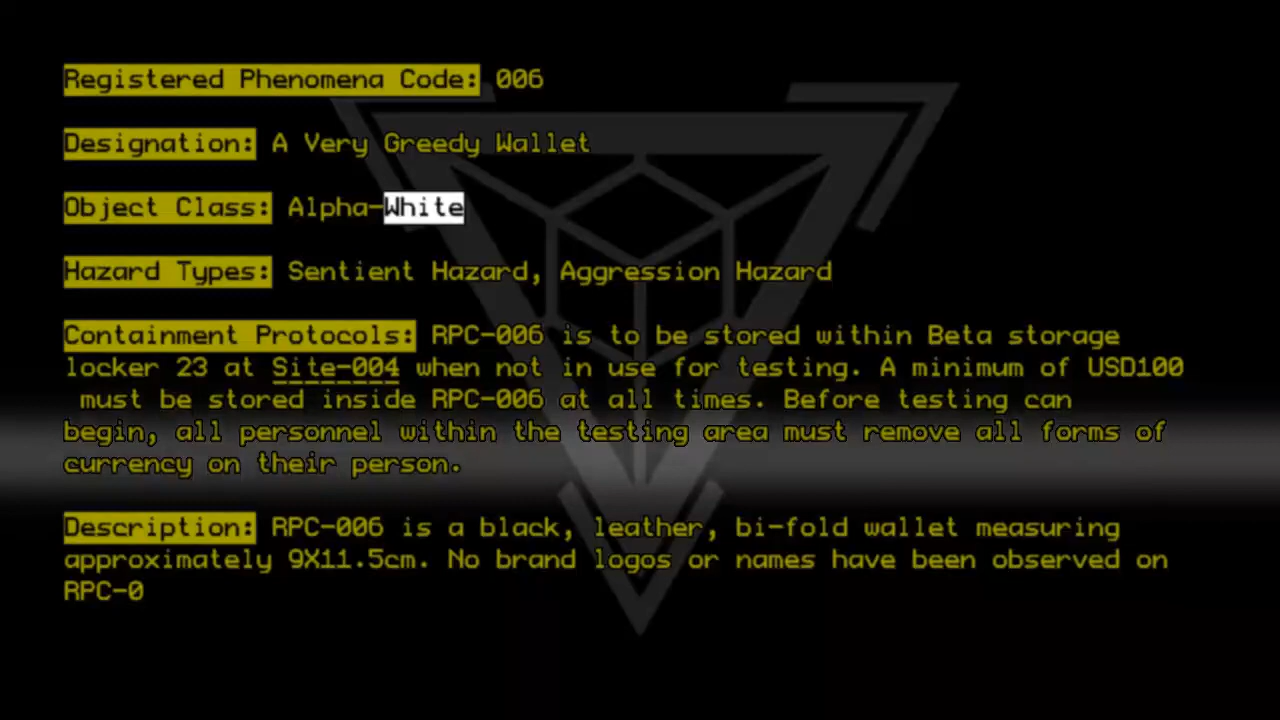 Registered Phenomena Code: 006
Designation: A Very Greedy Wallet
Object Class: Alpha-White
Hazard Types: Sentient Hazard, Aggression Hazard
Containment Protocols: RPC-006 is to be stored within Beta storage
locker 23 at Site-004 when not in use for testing. A minimum of USD100
must be stored inside RPC-006 at all times. Before testing can
begin, all personnel within the testing area must remove all forms of
currency on their person.
Description: RPC-006 is a black, leather, bi-fold wallet measuring
approximately 9X11.5cm. No brand logos or names have been observed on
RPC-0